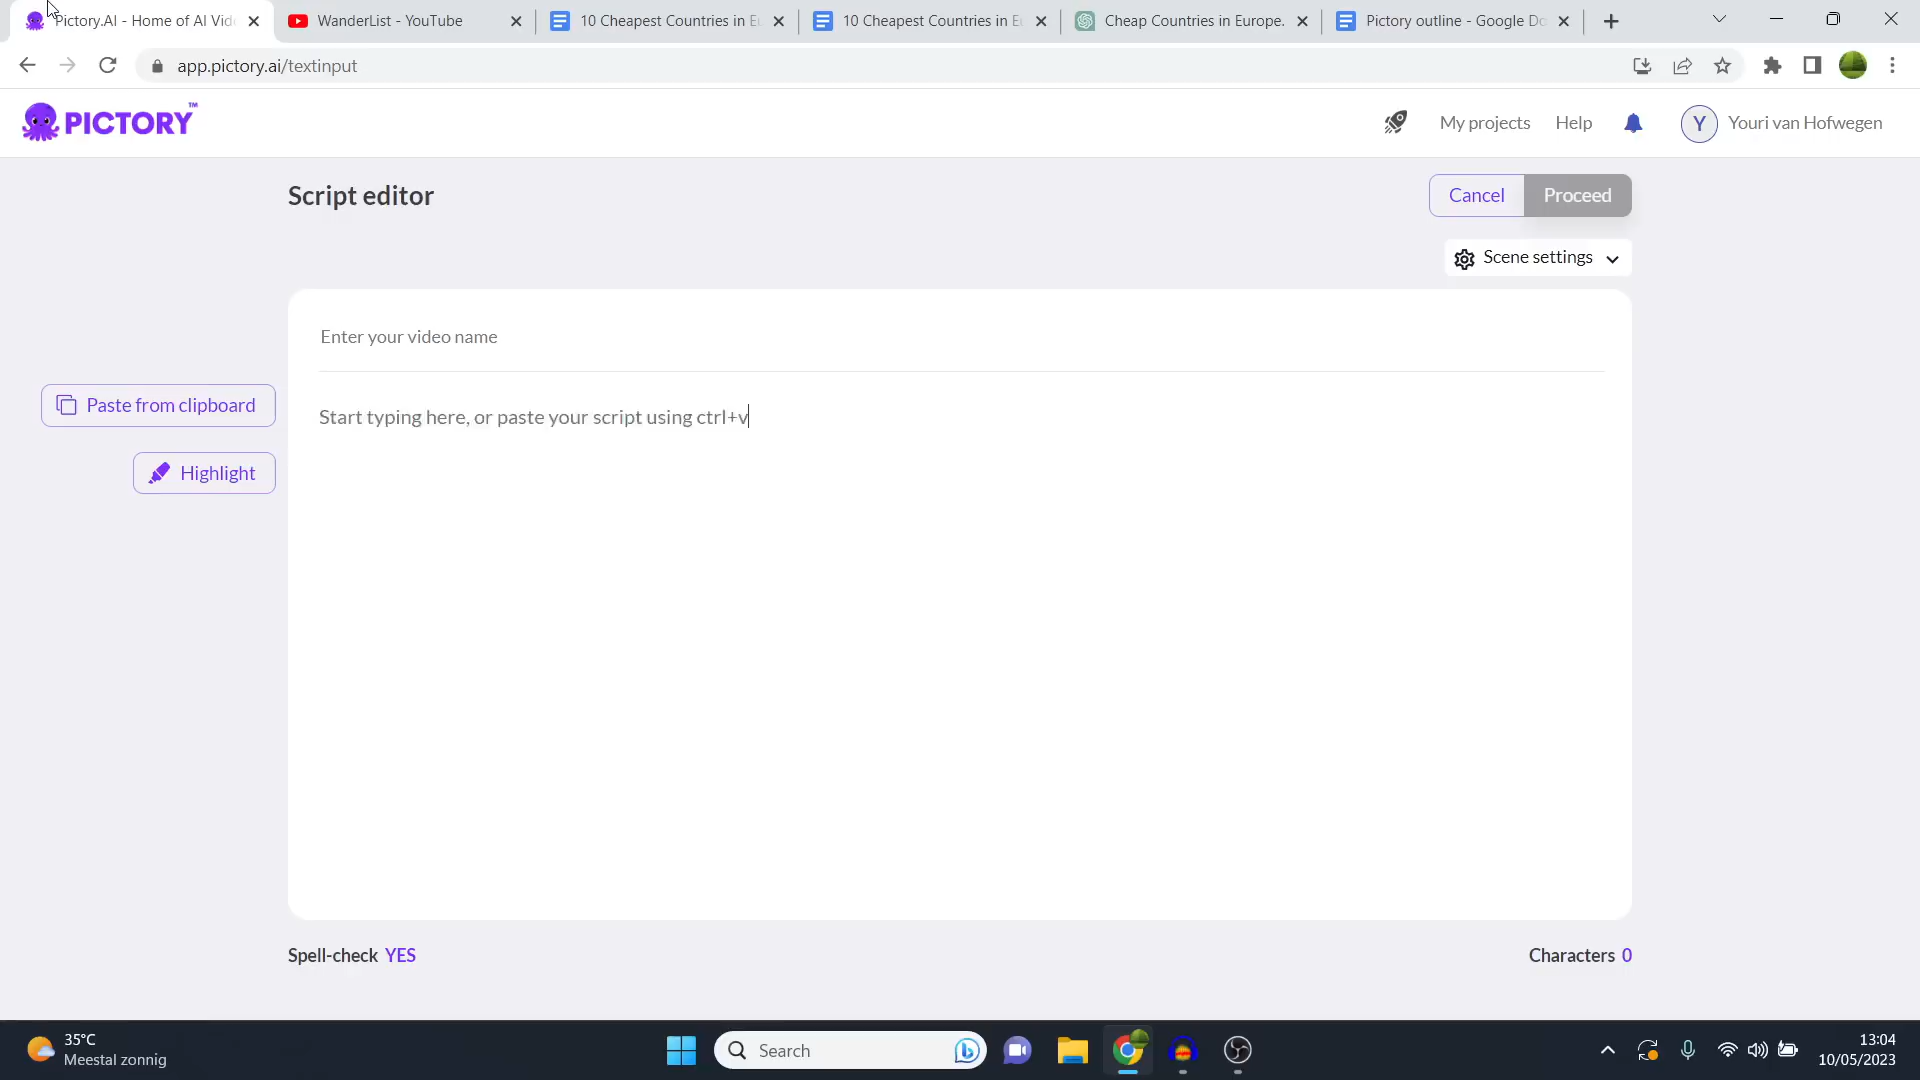 Pictory.AI - Home of AI Vid
WanderList - YouTube
10 Cheapest Countries in E
10 Cheapest Countries in E
Cheap Countries in Europe.
Pictory outline - Google Do
app.pictory.ai/textinput
PICTORY™
My projects
Help
Y
Youri van Hofwegen
Script editor
Cancel
Proceed
Scene settings
Enter your video name
Paste from clipboard
Start typing here, or paste your script using ctrl+v
Highlight
Spell-check YES
Characters 0
35°C
Meestal zonnig
Search
13:04
10/05/2023